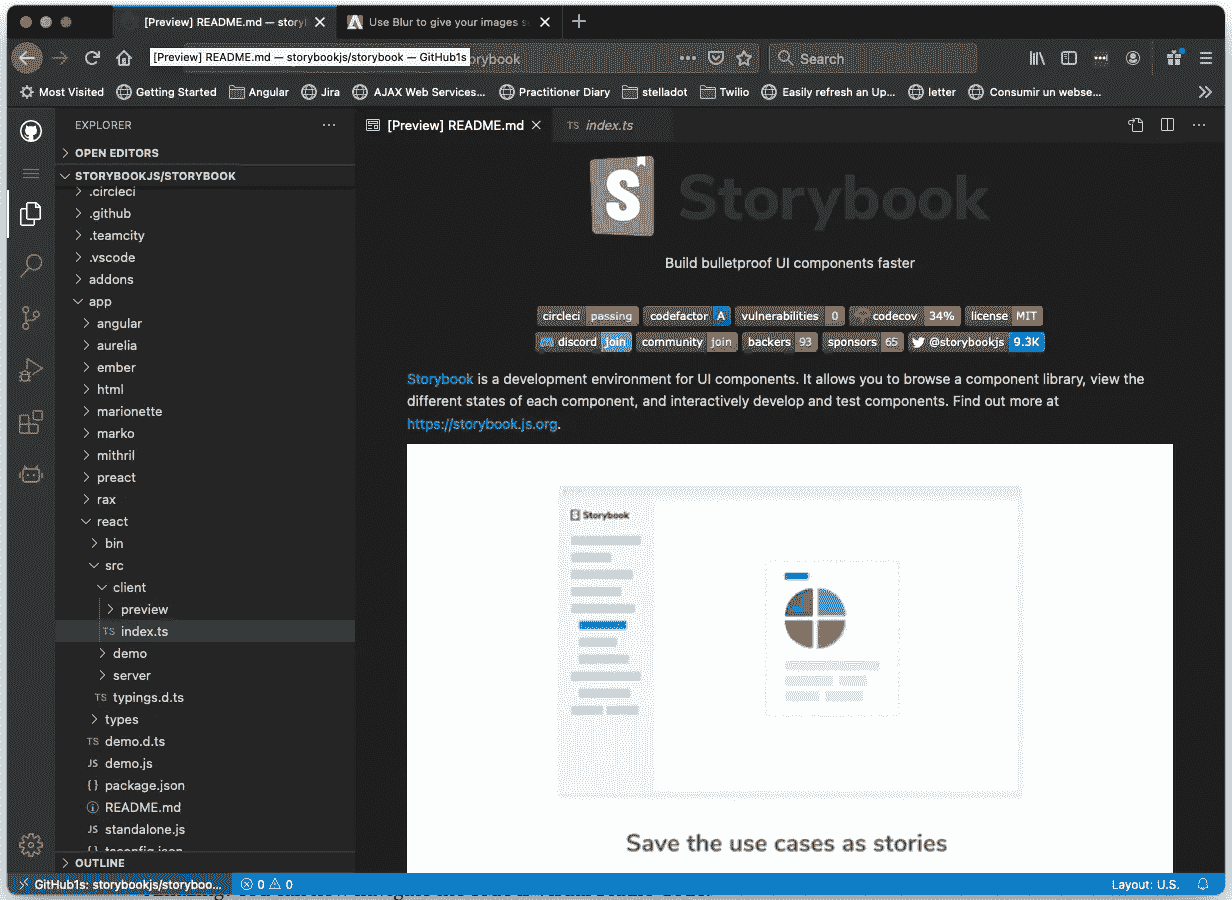 [Preview] README.md — story
Use Blur to give your images s
[Preview] README.md — storybookjs/storybook — GitHub1s
rybook
Search
Most Visited
Getting Started
Angular
Jira
AJAX Web Services...
Practitioner Diary
stelladot
Twilio
Easily refresh an Up...
letter
Consumir un webse...
EXPLORER
[Preview] README.md
TS index.ts
OPEN EDITORS
STORYBOOKJS/STORYBOOK
.circleci
.github
.teamcity
.vscode
addons
app
angular
aurelia
ember
html
marionette
marko
mithril
preact
rax
react
bin
src
client
preview
TS index.ts
demo
server
TS typings.d.ts
types
TS demo.d.ts
JS demo.js
{} package.json
README.md
JS standalone.js
{} tsconfig.json
OUTLINE
S Storybook
Build bulletproof UI components faster
circleci passing codefactor A vulnerabilities 0 codecov 34% license MIT
discord join community join backers 93 sponsors 65 @storybookjs 9.3K
Storybook is a development environment for UI components. It allows you to browse a component library, view the
different states of each component, and interactively develop and test components. Find out more at
https://storybook.js.org.
S Storybook
Save the use cases as stories
GitHub1s: storybookjs/storyboo...
0 0
Layout: U.S.